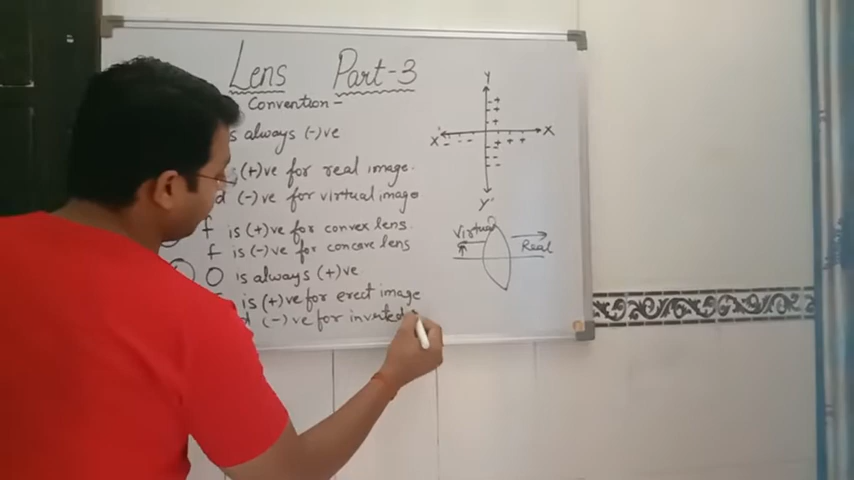 Lens Part-3
Convention -
is always (-)ve
(+)ve for real image.
(-)ve for virtual image
f is (+)ve for convex lens.
f is (-)ve for concave lens
O is always (+)ve
is (+)ve for erect image
(-)ve for inverted
Y
X' X
Y'
Virtual
Real